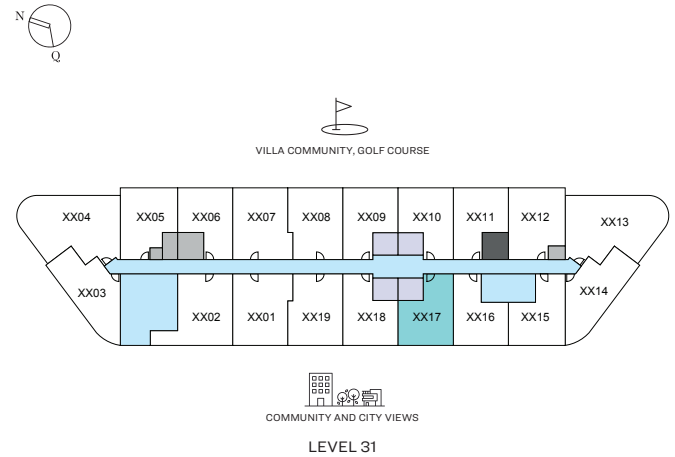 N
Q
VILLA COMMUNITY, GOLF COURSE
XX04 XX05 XX06 XX07 XX08 XX09 XX10 XX11 XX12 XX13
XX03 XX02 XX01 XX19 XX18 XX17 XX16 XX15 XX14
COMMUNITY AND CITY VIEWS
LEVEL 31